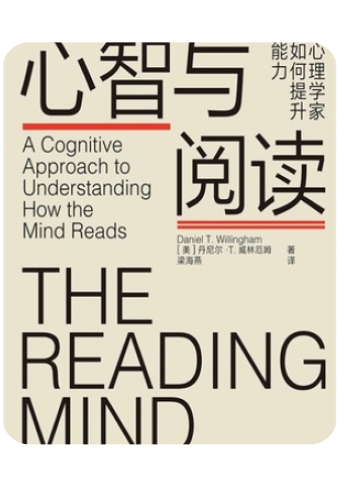 心智与
阅读
心理学家
如何提升
能力
A Cognitive
Approach to
Understanding
How the
Mind Reads
Daniel T. Willingham
[美]丹尼尔·T.威林厄姆 著
梁海燕 译
THE
READING
MIND